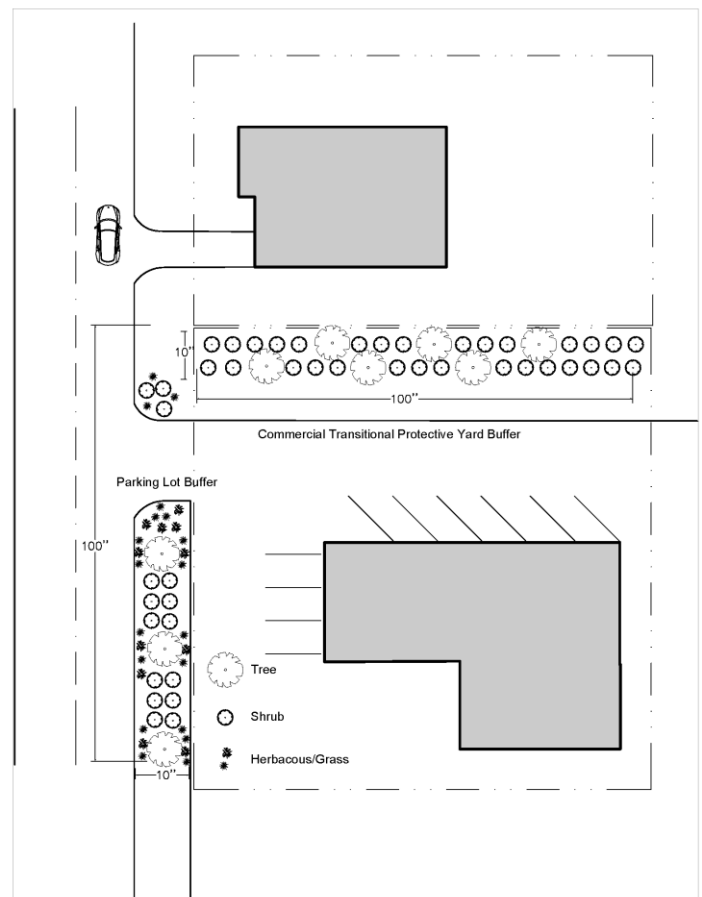 10''
100''
Commercial Transitional Protective Yard Buffer
Parking Lot Buffer
100''
Tree
Shrub
Herbacous/Grass
10''